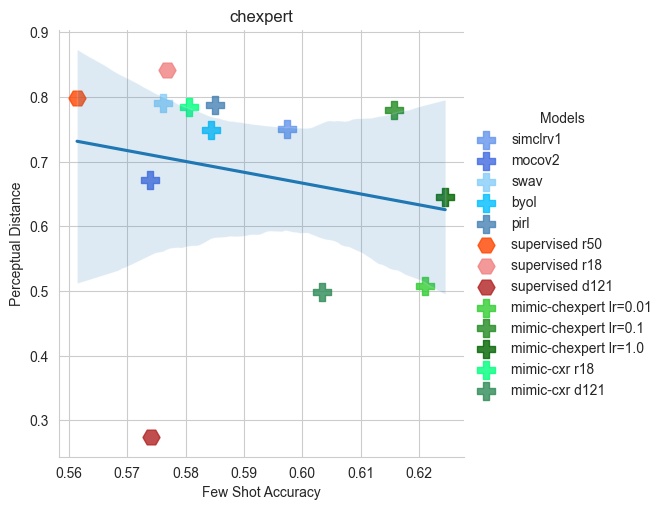 chexpert
0.9
0.8
0.7
0.6
0.5
0.4
0.3
Perceptual Distance
0.56 0.57 0.58 0.59 0.60 0.61 0.62
Few Shot Accuracy
Models
simclrv1
mocov2
swav
byol
pirl
supervised r50
supervised r18
supervised d121
mimic-chexpert lr=0.01
mimic-chexpert lr=0.1
mimic-chexpert lr=1.0
mimic-cxr r18
mimic-cxr d121